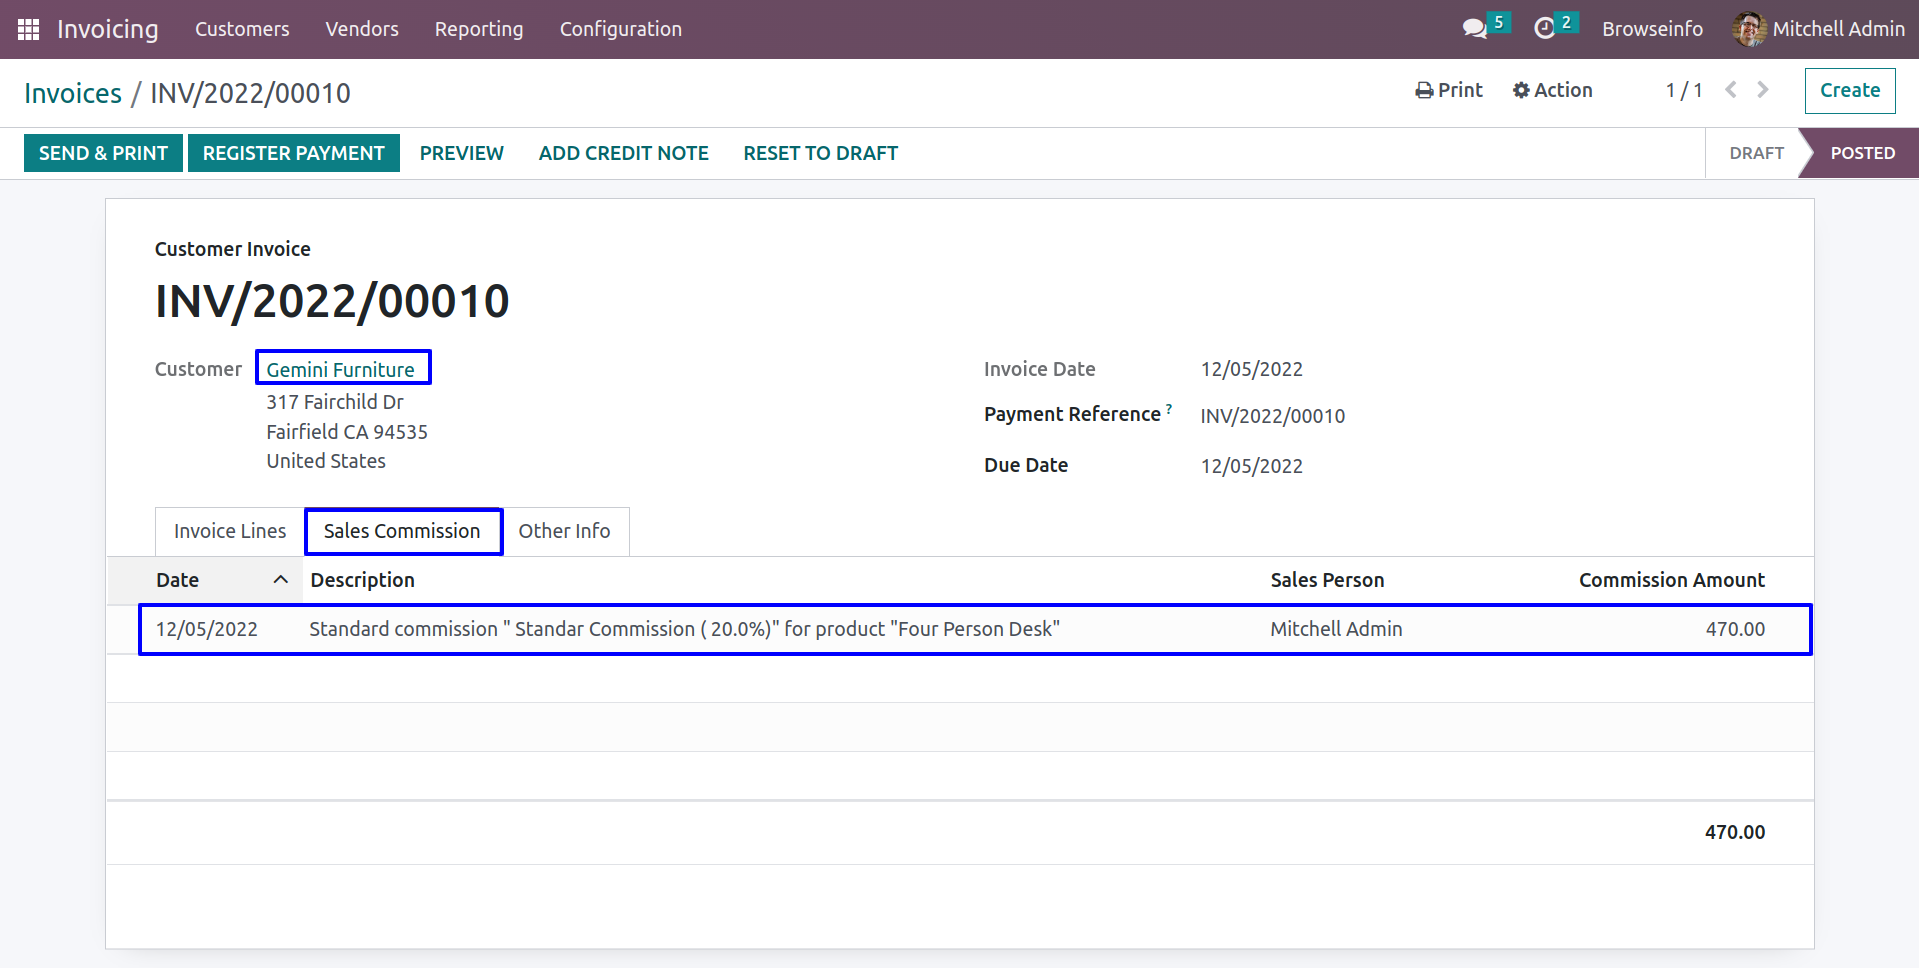 Invoicing Customers Vendors Reporting Configuration 5 2 Browseinfo Mitchell Admin
Invoices / INV/2022/00010 Print Action 1 / 1 Create
SEND & PRINT REGISTER PAYMENT PREVIEW ADD CREDIT NOTE RESET TO DRAFT DRAFT POSTED
Customer Invoice
INV/2022/00010
Customer Gemini Furniture Invoice Date 12/05/2022
317 Fairchild Dr
Payment Reference ? INV/2022/00010
Fairfield CA 94535
United States
Due Date 12/05/2022
Invoice Lines Sales Commission Other Info
Date Description Sales Person Commission Amount
12/05/2022 Standard commission " Standar Commission ( 20.0%)" for product "Four Person Desk" Mitchell Admin 470.00
470.00